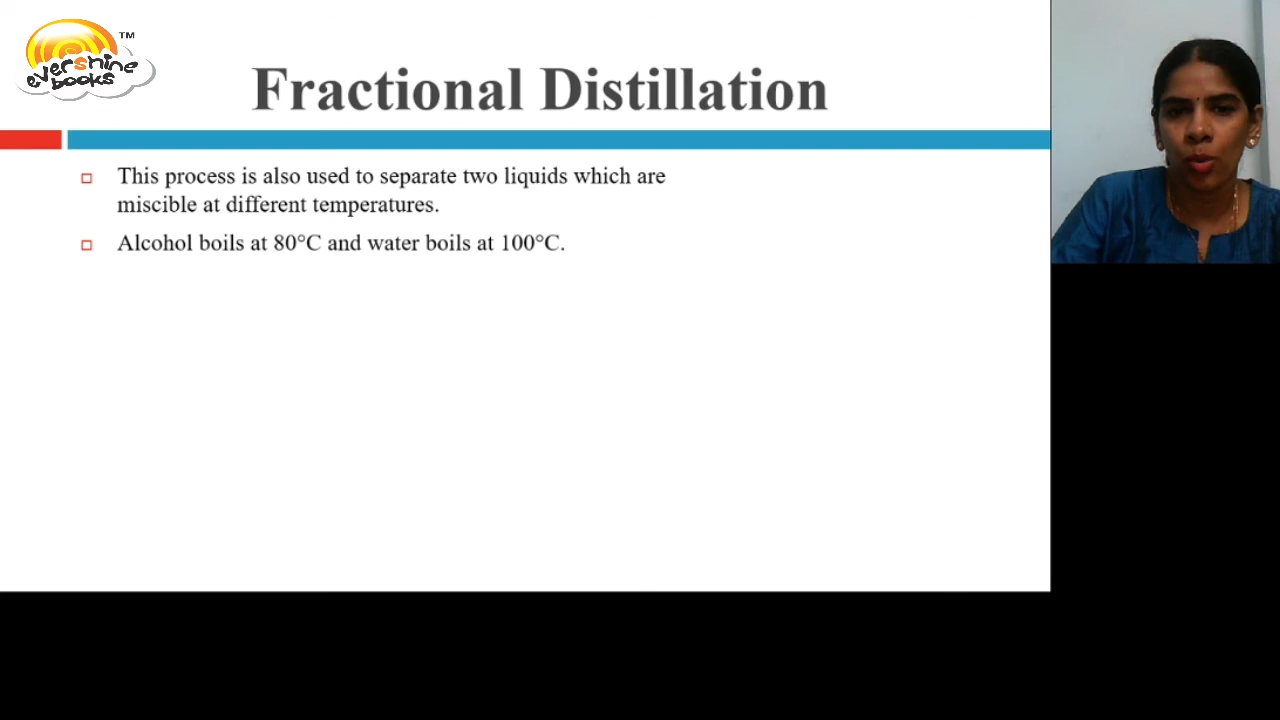 evershine
books
TM
Fractional Distillation
This process is also used to separate two liquids which are
miscible at different temperatures.
Alcohol boils at 80°C and water boils at 100°C.